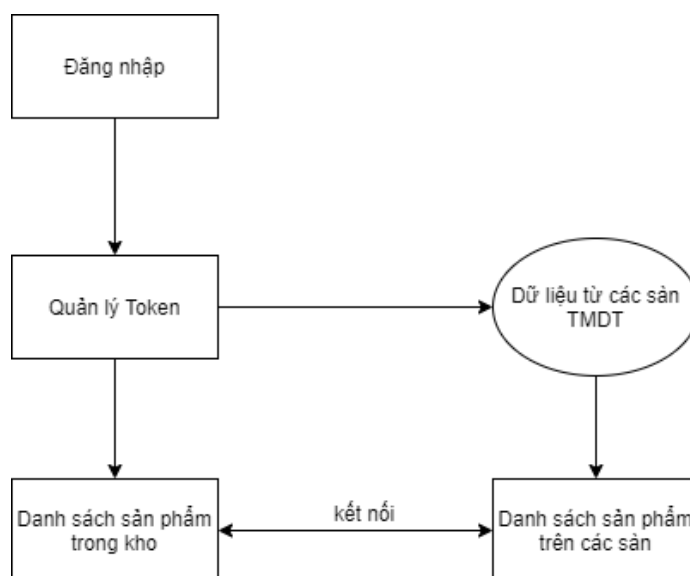 Đăng nhập
Quản lý Token
Dữ liệu từ các sàn
TMDT
kết nối
Danh sách sản phẩm
trong kho
Danh sách sản phẩm
trên các sàn